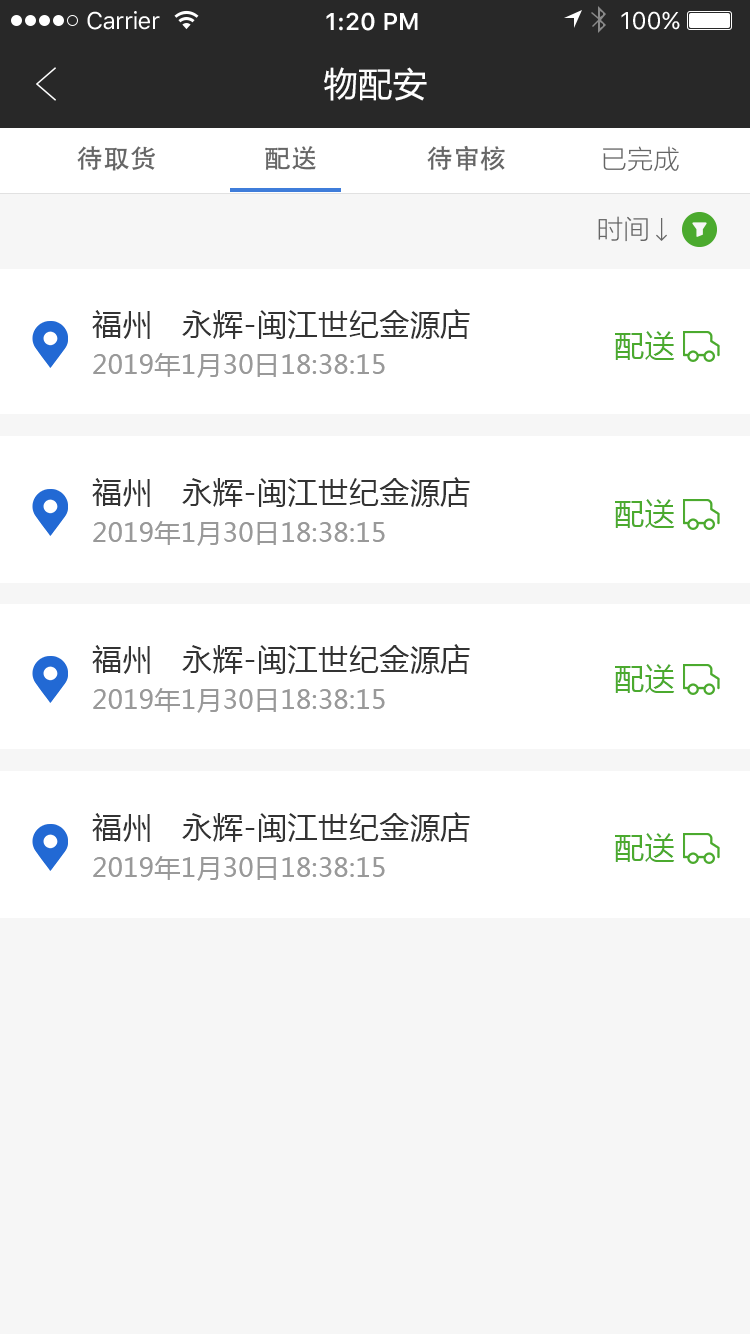 Carrier 1:20 PM 100%
物配安
待取货 配送 待审核 已完成
时间↓
福州 永辉-闽江世纪金源店
2019年1月30日18:38:15
配送
福州 永辉-闽江世纪金源店
2019年1月30日18:38:15
配送
福州 永辉-闽江世纪金源店
2019年1月30日18:38:15
配送
福州 永辉-闽江世纪金源店
2019年1月30日18:38:15
配送